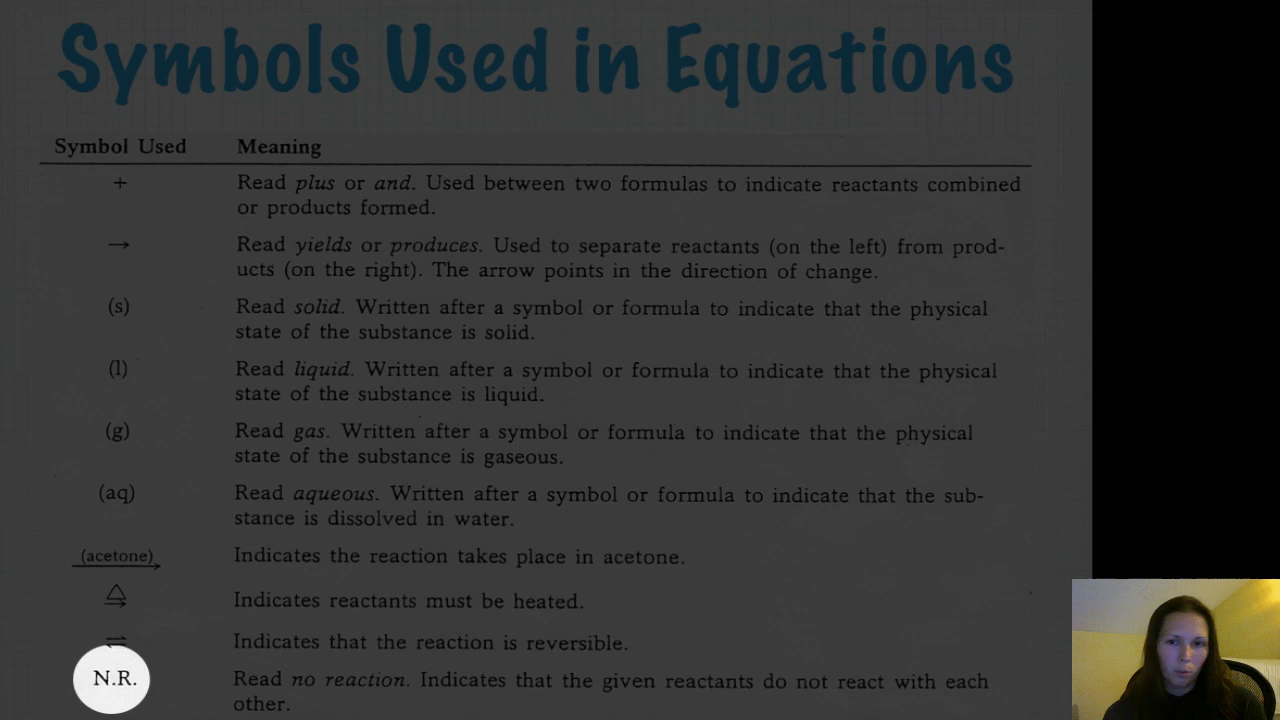 Symbols Used in Equations
Symbol Used Meaning
+ Read plus or and. Used between two formulas to indicate reactants combined
or products formed.
→ Read yields or produces. Used to separate reactants (on the left) from prod-
ucts (on the right). The arrow points in the direction of change.
(s) Read solid. Written after a symbol or formula to indicate that the physical
state of the substance is solid.
(l) Read liquid. Written after a symbol or formula to indicate that the physical
state of the substance is liquid.
(g) Read gas. Written after a symbol or formula to indicate that the physical
state of the substance is gaseous.
(aq) Read aqueous. Written after a symbol or formula to indicate that the sub-
stance is dissolved in water.
(acetone) Indicates the reaction takes place in acetone.
△ Indicates reactants must be heated.
⇌ Indicates that the reaction is reversible.
N.R. Read no reaction. Indicates that the given reactants do not react with each
other.